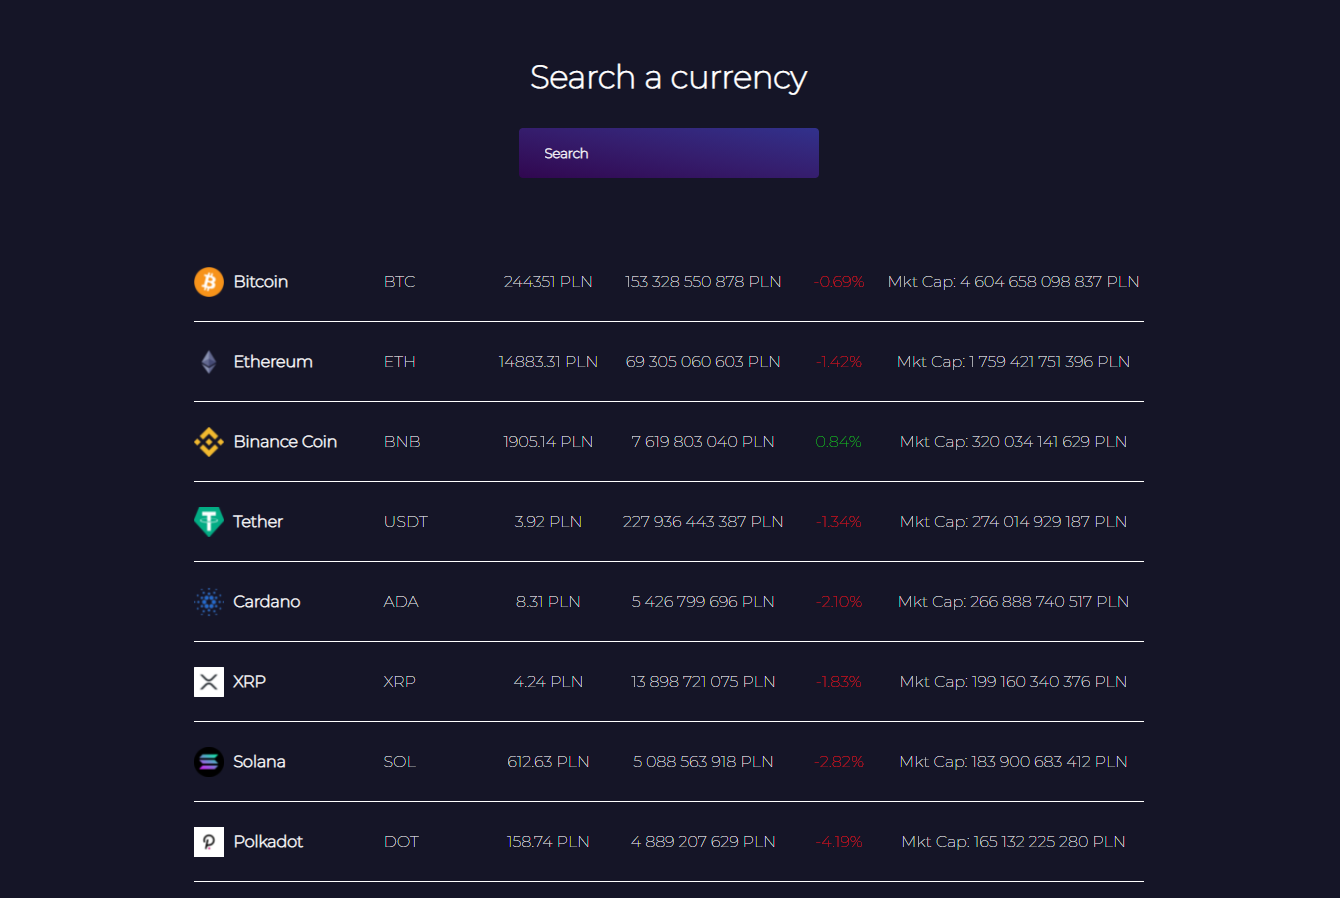 Search a currency
Search
Bitcoin BTC 244351 PLN 153 328 550 878 PLN -0.69% Mkt Cap: 4 604 658 098 837 PLN
Ethereum ETH 14883.31 PLN 69 305 060 603 PLN -1.42% Mkt Cap: 1 759 421 751 396 PLN
Binance Coin BNB 1905.14 PLN 7 619 803 040 PLN 0.84% Mkt Cap: 320 034 141 629 PLN
Tether USDT 3.92 PLN 227 936 443 387 PLN -1.34% Mkt Cap: 274 014 929 187 PLN
Cardano ADA 8.31 PLN 5 426 799 696 PLN -2.10% Mkt Cap: 266 888 740 517 PLN
XRP XRP 4.24 PLN 13 898 721 075 PLN -1.83% Mkt Cap: 199 160 340 376 PLN
Solana SOL 612.63 PLN 5 088 563 918 PLN -2.82% Mkt Cap: 183 900 683 412 PLN
Polkadot DOT 158.74 PLN 4 889 207 629 PLN -4.19% Mkt Cap: 165 132 225 280 PLN